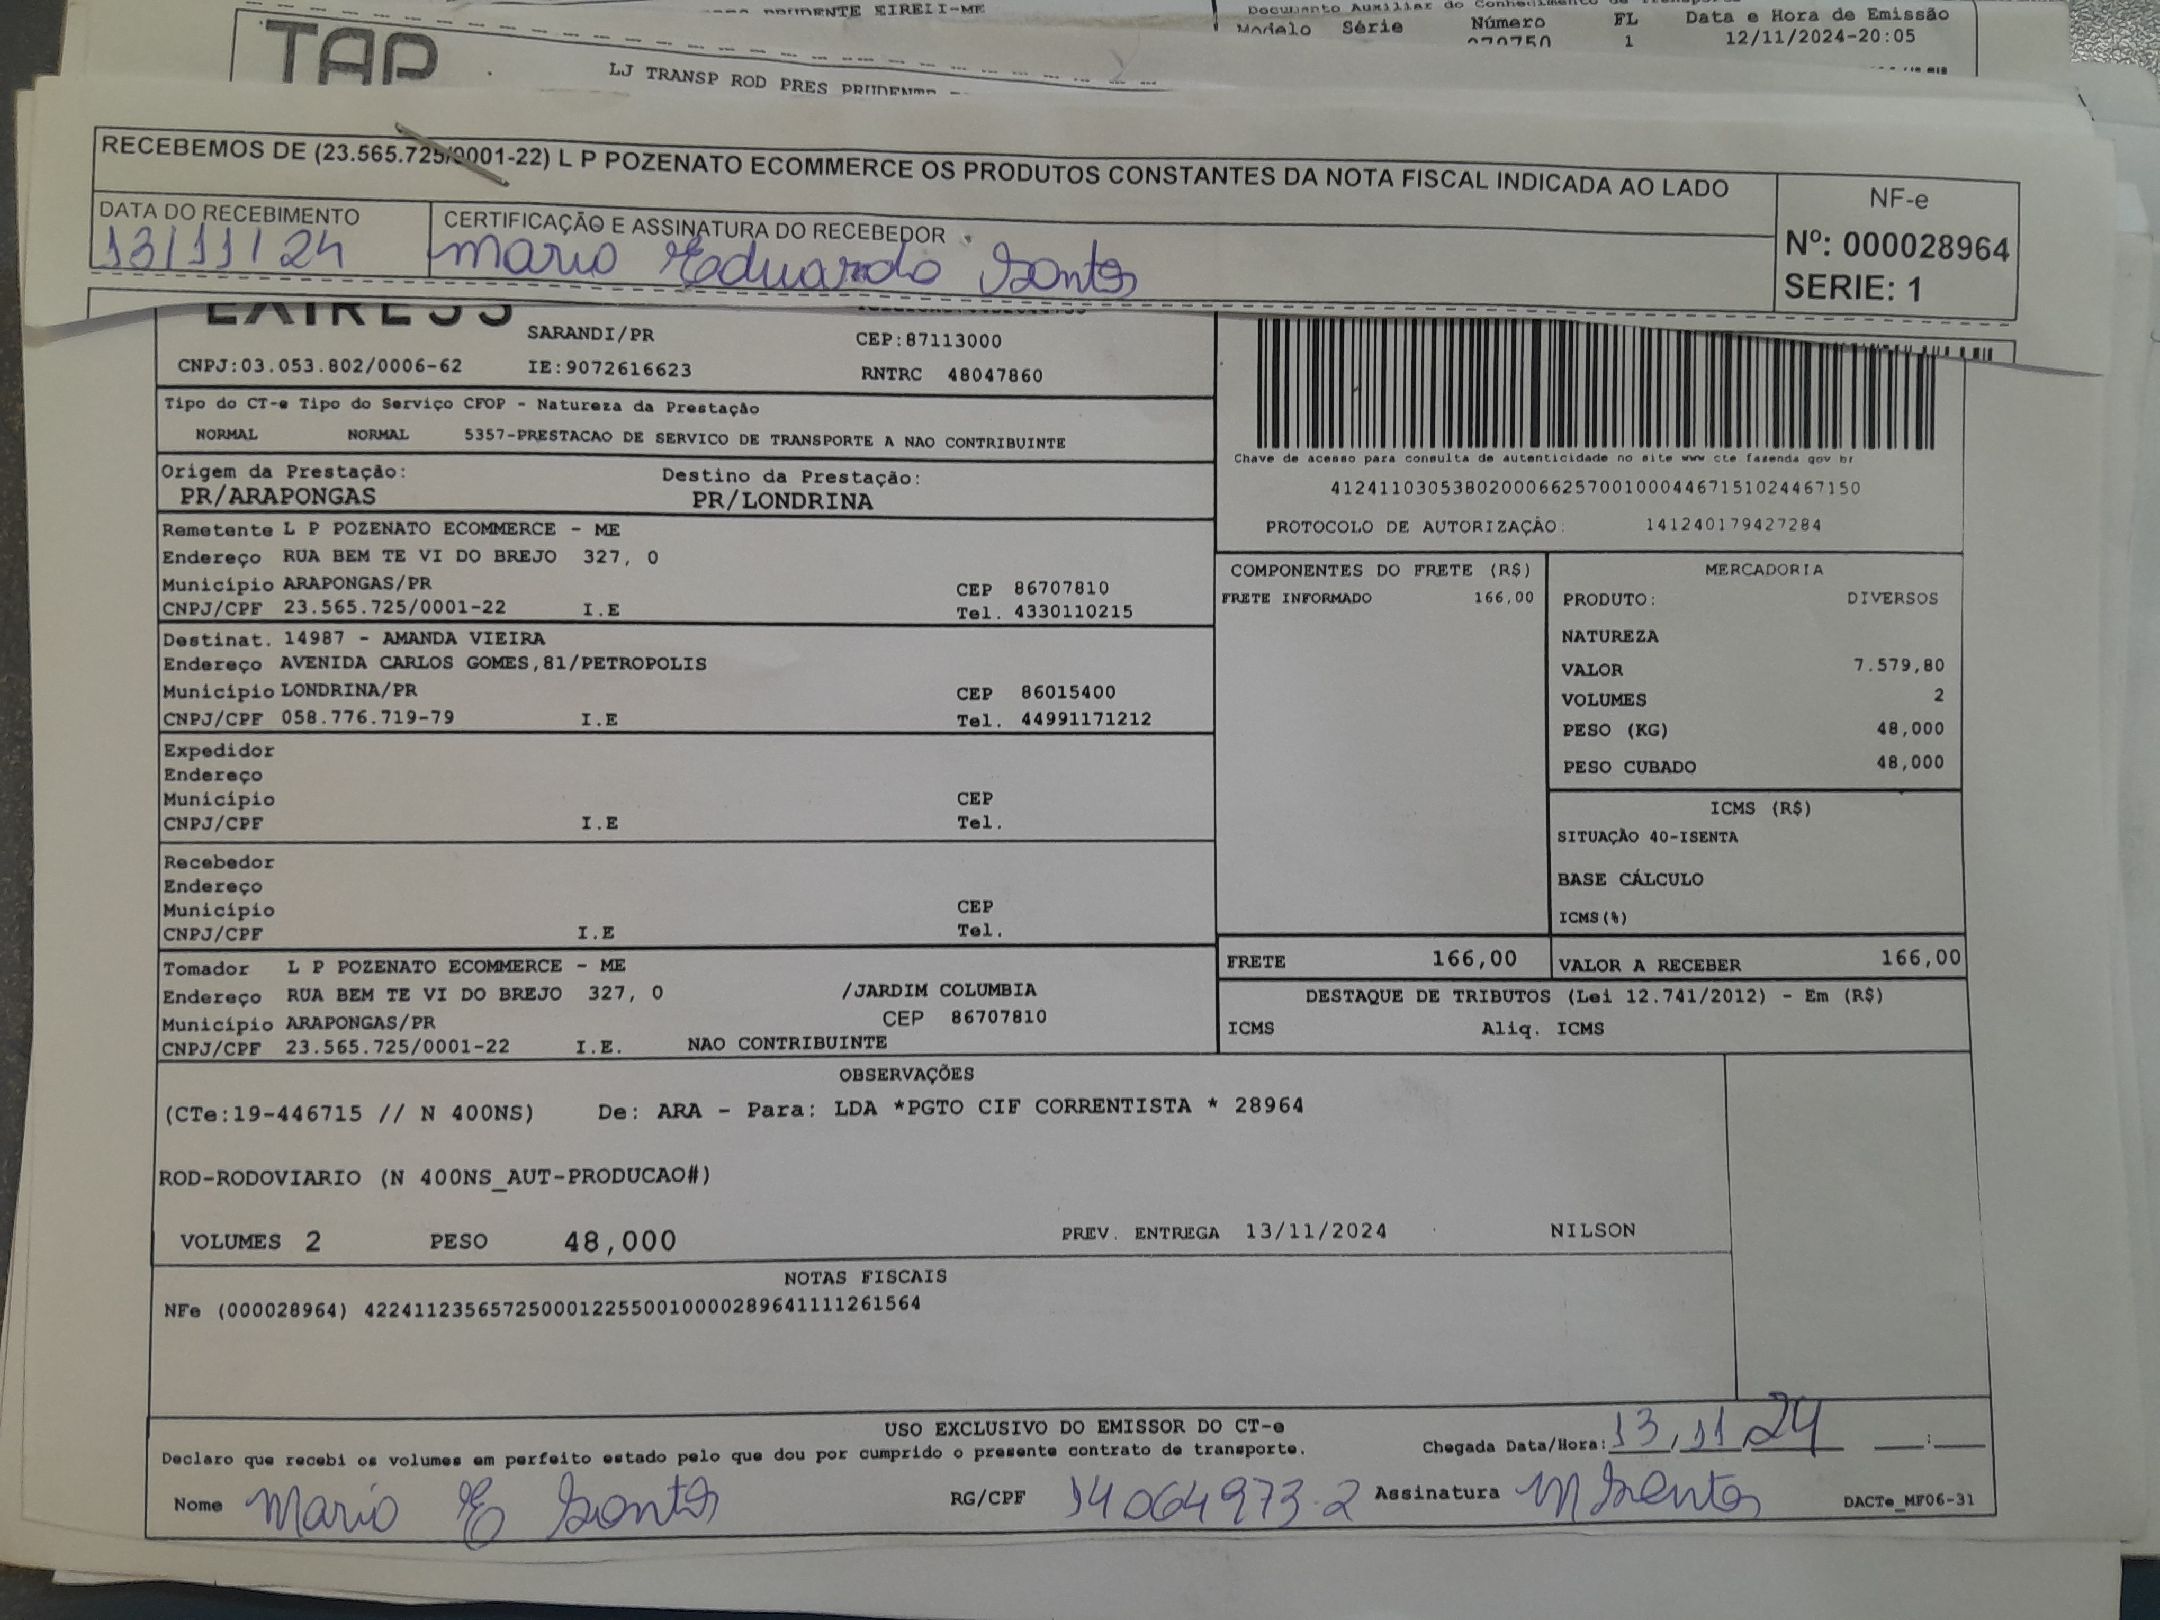 PRUDENTE EIRELI-ME
Documento Auxiliar do Conhecimento de
Modelo Série Número FL Data e Hora de Emissão
070750 1 12/11/2024-20:05
TAP
LJ TRANSP ROD PRES PRUDENTE -
RECEBEMOS DE (23.565.725/0001-22) L P POZENATO ECOMMERCE OS PRODUTOS CONSTANTES DA NOTA FISCAL INDICADA AO LADO
NF-e
Nº: 000028964
SERIE: 1
DATA DO RECEBIMENTO
13/11/24
CERTIFICAÇÃO E ASSINATURA DO RECEBEDOR
Mario Eduardo Santos
EXPRESS
SARANDI/PR CEP:87113000
CNPJ:03.053.802/0006-62 IE:9072616623 RNTRC 48047860
Tipo do CT-e Tipo do Serviço CFOP - Natureza da Prestação
NORMAL NORMAL 5357-PRESTACAO DE SERVICO DE TRANSPORTE A NAO CONTRIBUINTE
Origem da Prestação: Destino da Prestação:
PR/ARAPONGAS PR/LONDRINA
Chave de acesso para consulta de autenticidade no site www cte fazenda gov br
41241103053802000662570010004467151024467150
PROTOCOLO DE AUTORIZAÇÃO: 141240179427284
Remetente L P POZENATO ECOMMERCE - ME
Endereço RUA BEM TE VI DO BREJO 327, 0
Município ARAPONGAS/PR CEP 86707810
CNPJ/CPF 23.565.725/0001-22 I.E Tel. 4330110215
Destinat. 14987 - AMANDA VIEIRA
Endereço AVENIDA CARLOS GOMES,81/PETROPOLIS
Município LONDRINA/PR CEP 86015400
CNPJ/CPF 058.776.719-79 I.E Tel. 44991171212
Expedidor
Endereço
Município CEP
CNPJ/CPF I.E Tel.
Recebedor
Endereço
Município CEP
CNPJ/CPF I.E Tel.
Tomador L P POZENATO ECOMMERCE - ME
Endereço RUA BEM TE VI DO BREJO 327, 0 /JARDIM COLUMBIA
Município ARAPONGAS/PR CEP 86707810
CNPJ/CPF 23.565.725/0001-22 I.E. NAO CONTRIBUINTE
COMPONENTES DO FRETE (R$)
FRETE INFORMADO 166,00
MERCADORIA
PRODUTO: DIVERSOS
NATUREZA
VALOR 7.579,80
VOLUMES 2
PESO (KG) 48,000
PESO CUBADO 48,000
ICMS (R$)
SITUAÇÃO 40-ISENTA
BASE CÁLCULO
ICMS(%)
FRETE 166,00 VALOR A RECEBER 166,00
DESTAQUE DE TRIBUTOS (Lei 12.741/2012) - Em (R$)
ICMS Aliq. ICMS
OBSERVAÇÕES
(CTe:19-446715 // N 400NS) De: ARA - Para: LDA *PGTO CIF CORRENTISTA * 28964
ROD-RODOVIARIO (N 400NS_AUT-PRODUCAO#)
VOLUMES 2 PESO 48,000 PREV. ENTREGA 13/11/2024 NILSON
NOTAS FISCAIS
NFe (000028964) 42241123565725000122550010000289641111261564
USO EXCLUSIVO DO EMISSOR DO CT-e
Declaro que recebi os volumes em perfeito estado pelo que dou por cumprido o presente contrato de transporte. Chegada Data/Hora: 13/11/24 __:__
Nome Mario E Santos RG/CPF 14064973-2 Assinatura M Santos DACTe_MF06-31